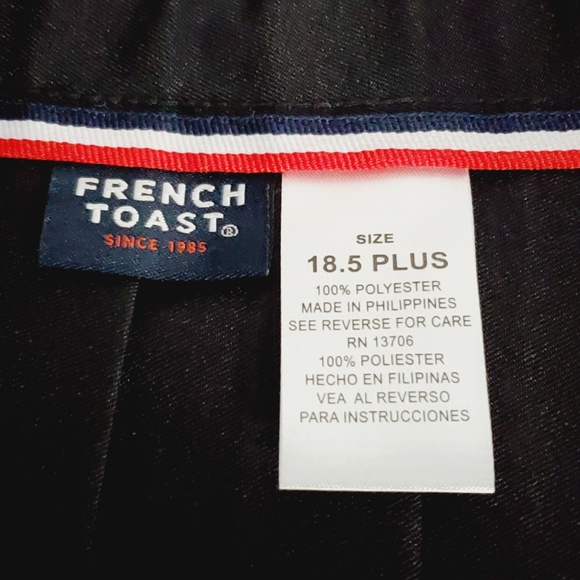 FRENCH
TOAST®
SINCE 1985
SIZE
18.5 PLUS
100% POLYESTER
MADE IN PHILIPPINES
SEE REVERSE FOR CARE
RN 13706
100% POLIESTER
HECHO EN FILIPINAS
VEA AL REVERSO
PARA INSTRUCCIONES